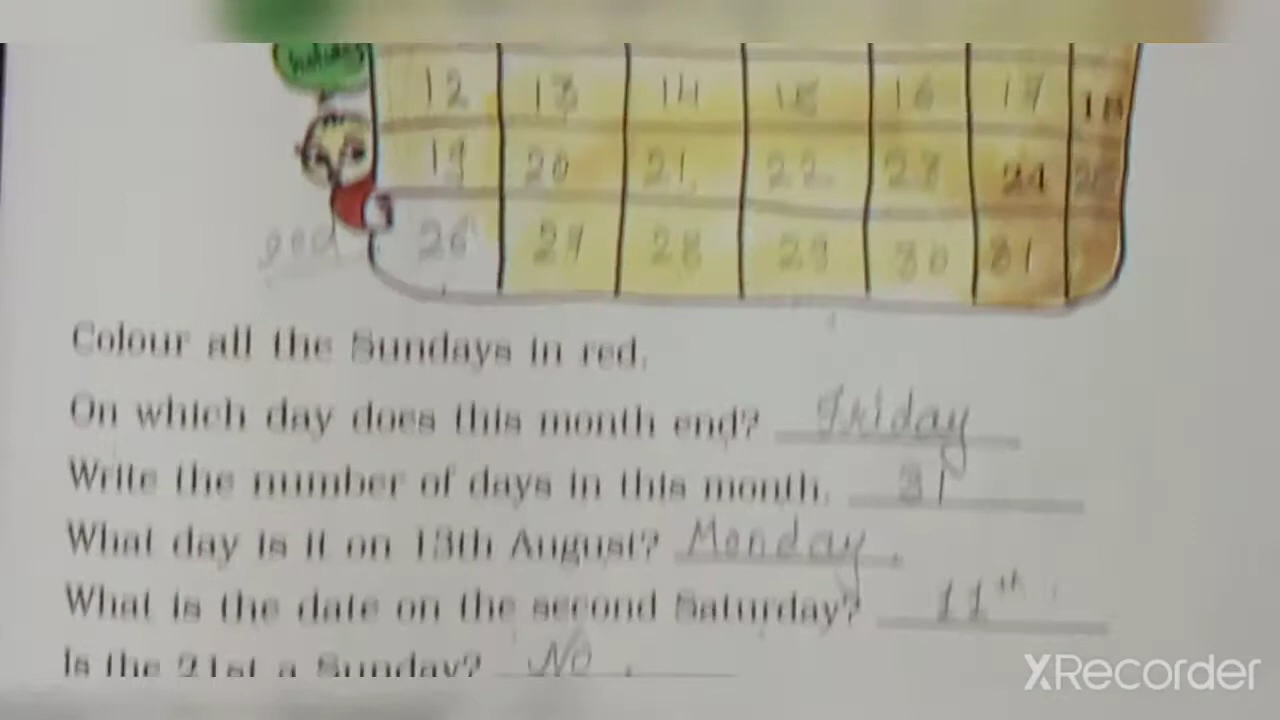 holiday
12 13 14 15 16 17 18
19 20 21 22 23 24 25
26 27 28 29 30 31
Colour all the Sundays in red.
On which day does this month end? Friday
Write the number of days in this month. 31
What day is it on 13th August? Monday.
What is the date on the second Saturday? 11th.
Is the 21st a Sunday? No.
XRecorder